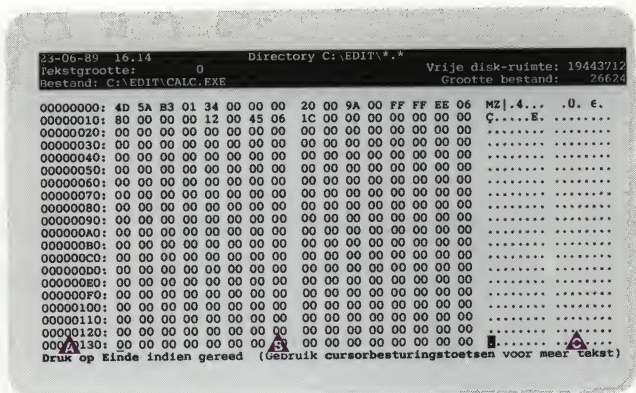 23-06-89 16.14 Directory C:\EDIT\*.*
Tekstgrootte: 0 Vrije disk-ruimte: 19443712
Bestand: C:\EDIT\CALC.EXE Grootte bestand: 26624
00000000: 4D 5A B3 01 34 00 00 00 20 00 9A 00 FF FF EE 06 MZ|.4... .Ü. ε.
00000010: 80 00 00 00 12 00 45 06 1C 00 00 00 00 00 00 00 Ç.....E. ........
00000020: 00 00 00 00 00 00 00 00 00 00 00 00 00 00 00 00 ........ ........
00000030: 00 00 00 00 00 00 00 00 00 00 00 00 00 00 00 00 ........ ........
00000040: 00 00 00 00 00 00 00 00 00 00 00 00 00 00 00 00 ........ ........
00000050: 00 00 00 00 00 00 00 00 00 00 00 00 00 00 00 00 ........ ........
00000060: 00 00 00 00 00 00 00 00 00 00 00 00 00 00 00 00 ........ ........
00000070: 00 00 00 00 00 00 00 00 00 00 00 00 00 00 00 00 ........ ........
00000080: 00 00 00 00 00 00 00 00 00 00 00 00 00 00 00 00 ........ ........
00000090: 00 00 00 00 00 00 00 00 00 00 00 00 00 00 00 00 ........ ........
000000A0: 00 00 00 00 00 00 00 00 00 00 00 00 00 00 00 00 ........ ........
000000B0: 00 00 00 00 00 00 00 00 00 00 00 00 00 00 00 00 ........ ........
000000C0: 00 00 00 00 00 00 00 00 00 00 00 00 00 00 00 00 ........ ........
000000D0: 00 00 00 00 00 00 00 00 00 00 00 00 00 00 00 00 ........ ........
000000E0: 00 00 00 00 00 00 00 00 00 00 00 00 00 00 00 00 ........ ........
000000F0: 00 00 00 00 00 00 00 00 00 00 00 00 00 00 00 00 ........ ........
00000100: 00 00 00 00 00 00 00 00 00 00 00 00 00 00 00 00 ........ ........
00000110: 00 00 00 00 00 00 00 00 00 00 00 00 00 00 00 00 ........ ........
00000120: 00 00 00 00 00 00 00 00 00 00 00 00 00 00 00 00 ........ ........
00000130: 00 00 00 00 00 00 00 00 00 00 00 00 00 00 00 ........ ........
A B C
Druk op Einde indien gereed (Gebruik cursorbesturingstoetsen voor meer tekst)